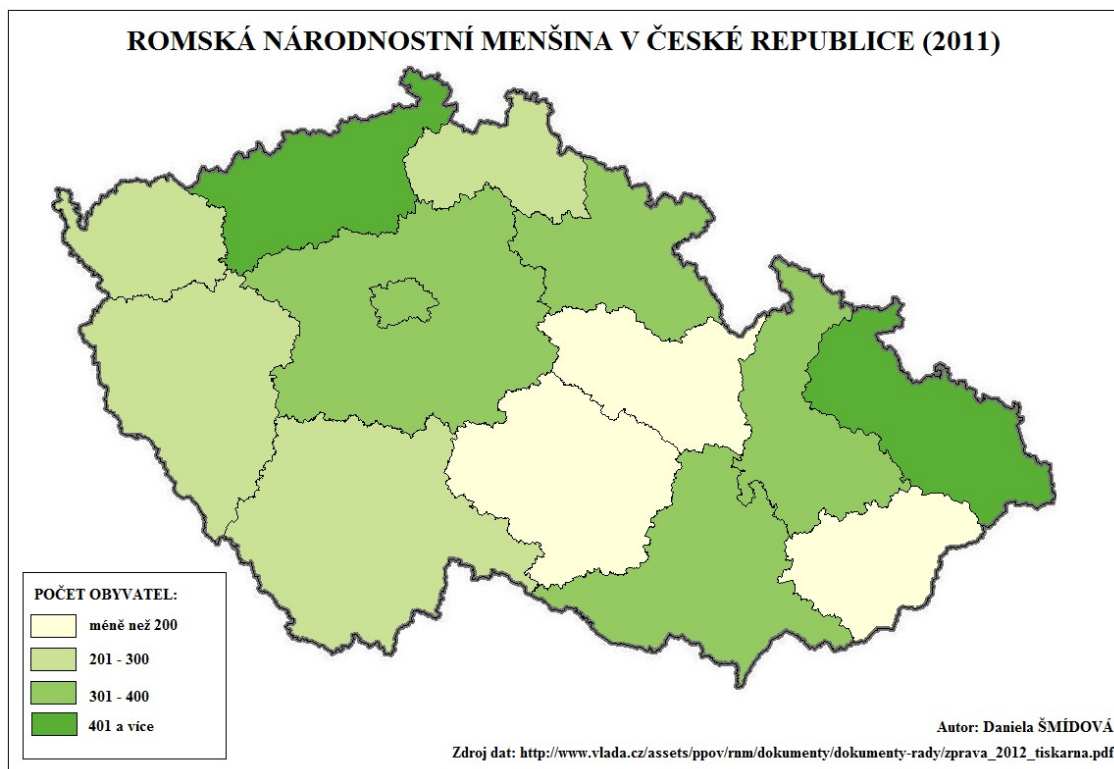 ROMSKÁ NÁRODNOSTNÍ MENŠINA V ČESKÉ REPUBLICE (2011)
POČET OBYVATEL:
méně než 200
201 - 300
301 - 400
401 a více
Autor: Daniela ŠMÍDOVÁ
Zdroj dat: http://www.vlada.cz/assets/ppov/rnm/dokumenty/dokumenty-rady/zprava_2012_tiskarna.pdf